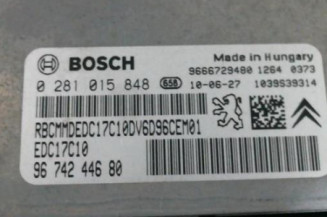 BOSCH
Made in Hungary
9666729480 1264 0373
0 281 015 848 658 10-06-27 1039S39314
RBCMMDEDC17C10DV6D96CEM01
EDC17C10
96 742 446 80